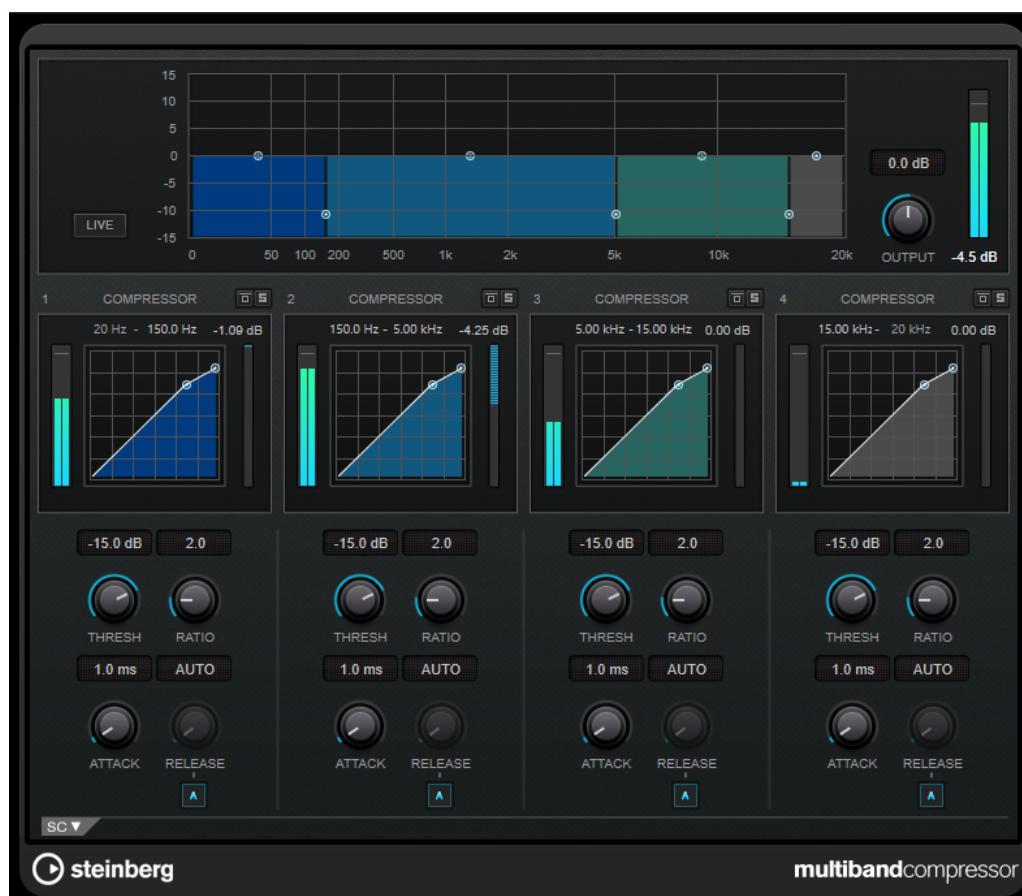 15
10
5
0
-5
-10
-15
LIVE
0 50 100 200 500 1k 2k 5k 10k 20k
0.0 dB
OUTPUT -4.5 dB
1 COMPRESSOR S
2 COMPRESSOR S
3 COMPRESSOR S
4 COMPRESSOR S
20 Hz - 150.0 Hz -1.09 dB
150.0 Hz - 5.00 kHz -4.25 dB
5.00 kHz - 15.00 kHz 0.00 dB
15.00 kHz - 20 kHz 0.00 dB
-15.0 dB 2.0 -15.0 dB 2.0 -15.0 dB 2.0 -15.0 dB 2.0
THRESH RATIO THRESH RATIO THRESH RATIO THRESH RATIO
1.0 ms AUTO 1.0 ms AUTO 1.0 ms AUTO 1.0 ms AUTO
ATTACK RELEASE ATTACK RELEASE ATTACK RELEASE ATTACK RELEASE
A A A A
SC ▼
steinberg multibandcompressor